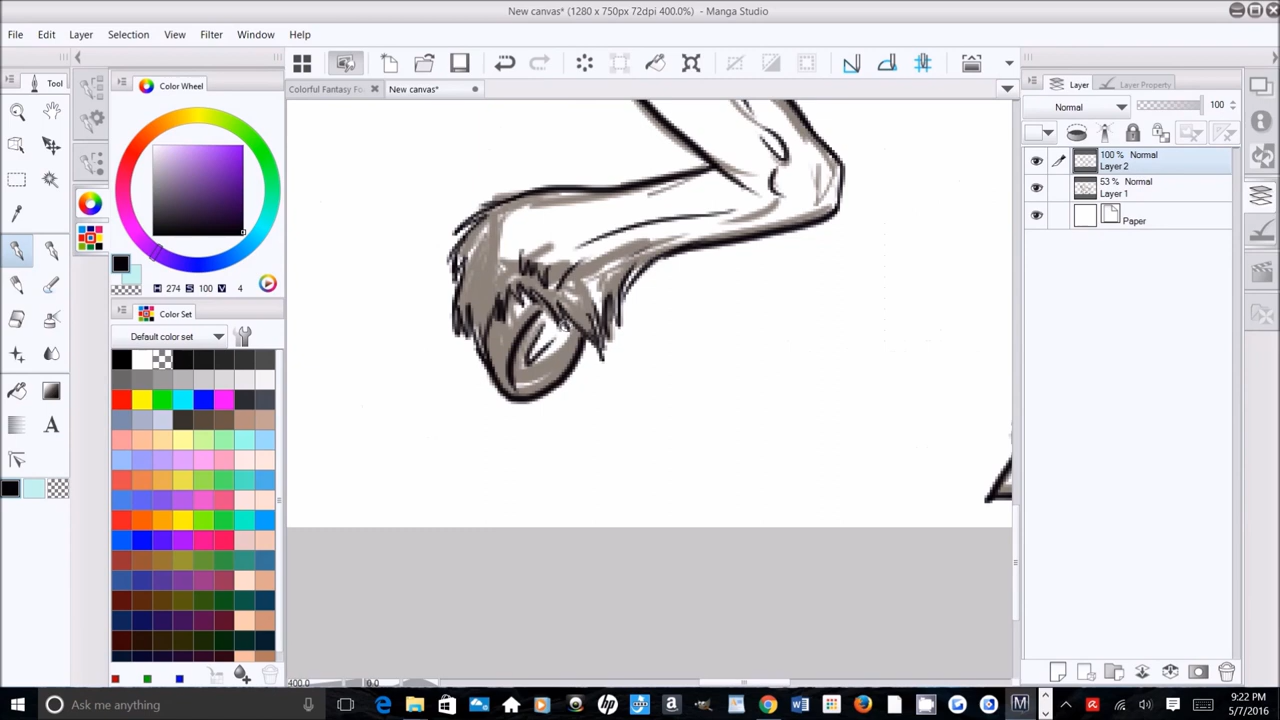 New canvas* (1280 x 750px 72dpi 400.0%) - Manga Studio
File Edit Layer Selection View Filter Window Help
Tool
Color Wheel
Colorful Fantasy Fo
New canvas*
Layer
Layer Property
Normal
100
100 % Normal
Layer 2
53 % Normal
Layer 1
Paper
H 274 S 100 V 4
Color Set
Default color set
A
400.0
0.0
Ask me anything
9:22 PM
5/7/2016